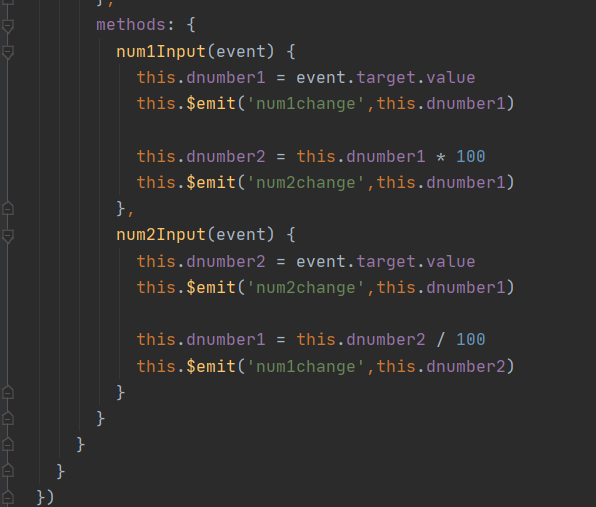 },
methods: {
num1Input(event) {
this.dnumber1 = event.target.value
this.$emit('num1change',this.dnumber1)
this.dnumber2 = this.dnumber1 * 100
this.$emit('num2change',this.dnumber1)
},
num2Input(event) {
this.dnumber2 = event.target.value
this.$emit('num2change',this.dnumber1)
this.dnumber1 = this.dnumber2 / 100
this.$emit('num1change',this.dnumber2)
}
}
}
}
})